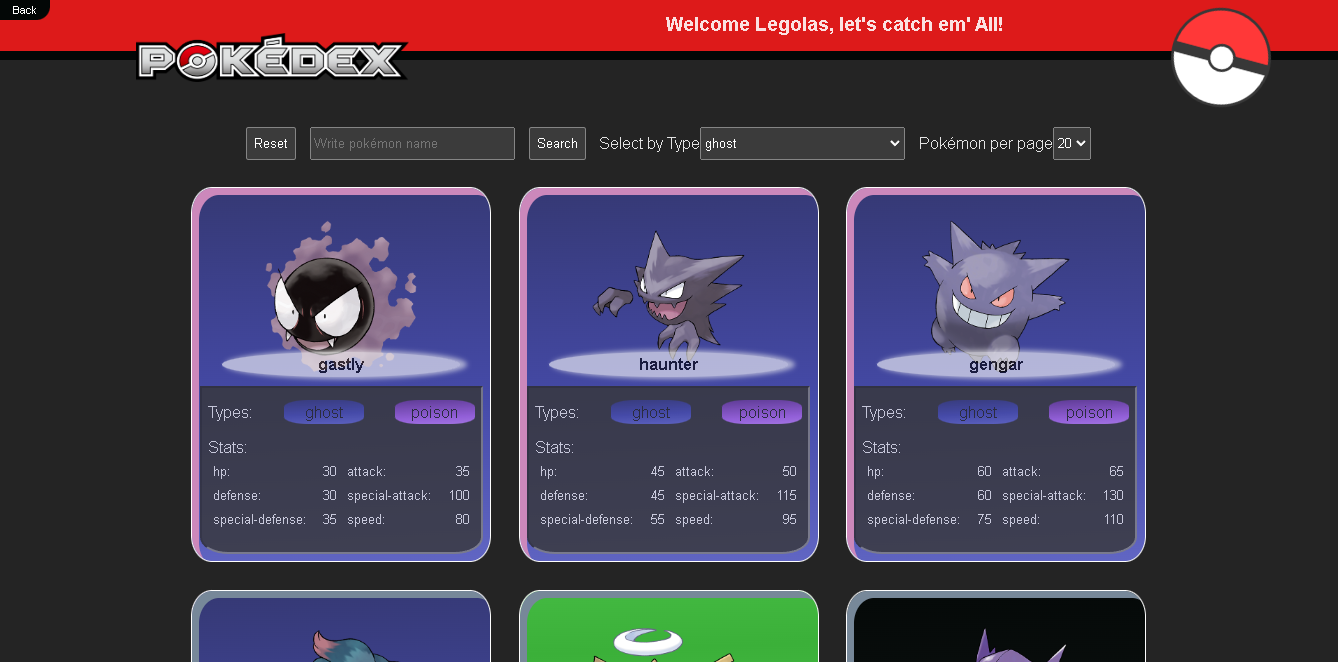 Back
Welcome Legolas, let's catch em' All!
POKÉDEX
Reset Write pokémon name Search Select by Type ghost Pokémon per page 20
gastly haunter gengar
Types: ghost poison Types: ghost poison Types: ghost poison
Stats: Stats: Stats:
hp: 30 attack: 35 hp: 45 attack: 50 hp: 60 attack: 65
defense: 30 special-attack: 100 defense: 45 special-attack: 115 defense: 60 special-attack: 130
special-defense: 35 speed: 80 special-defense: 55 speed: 95 special-defense: 75 speed: 110